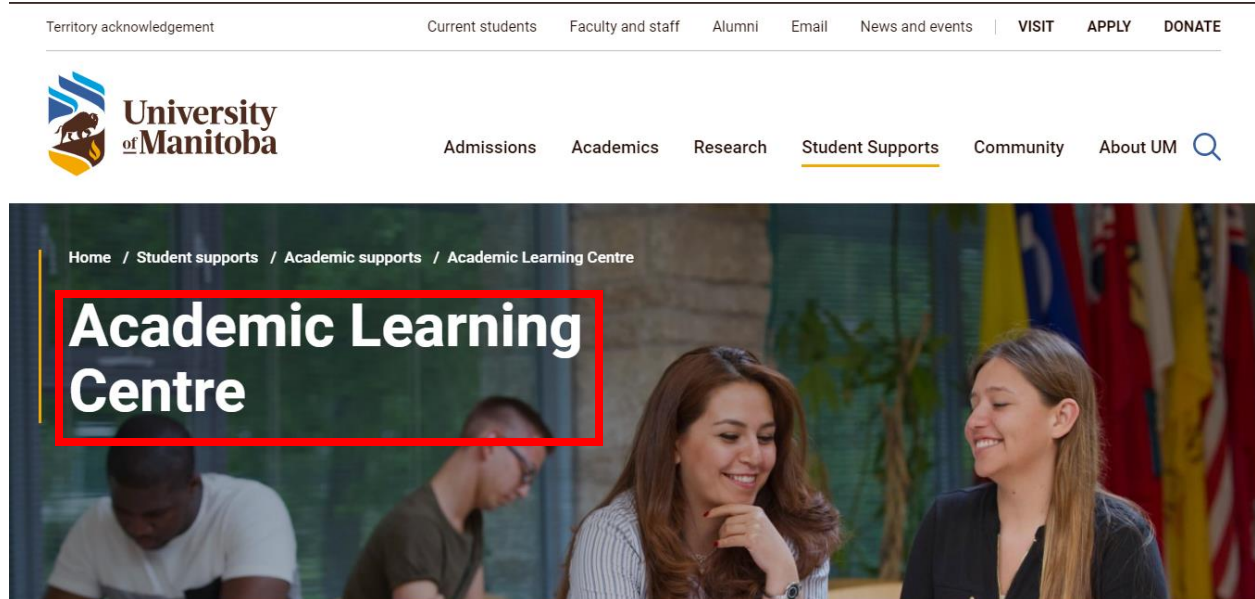 Territory acknowledgement Current students Faculty and staff Alumni Email News and events | VISIT APPLY DONATE
University
of Manitoba
Admissions Academics Research Student Supports Community About UM
Home / Student supports / Academic supports / Academic Learning Centre
Academic Learning
Centre